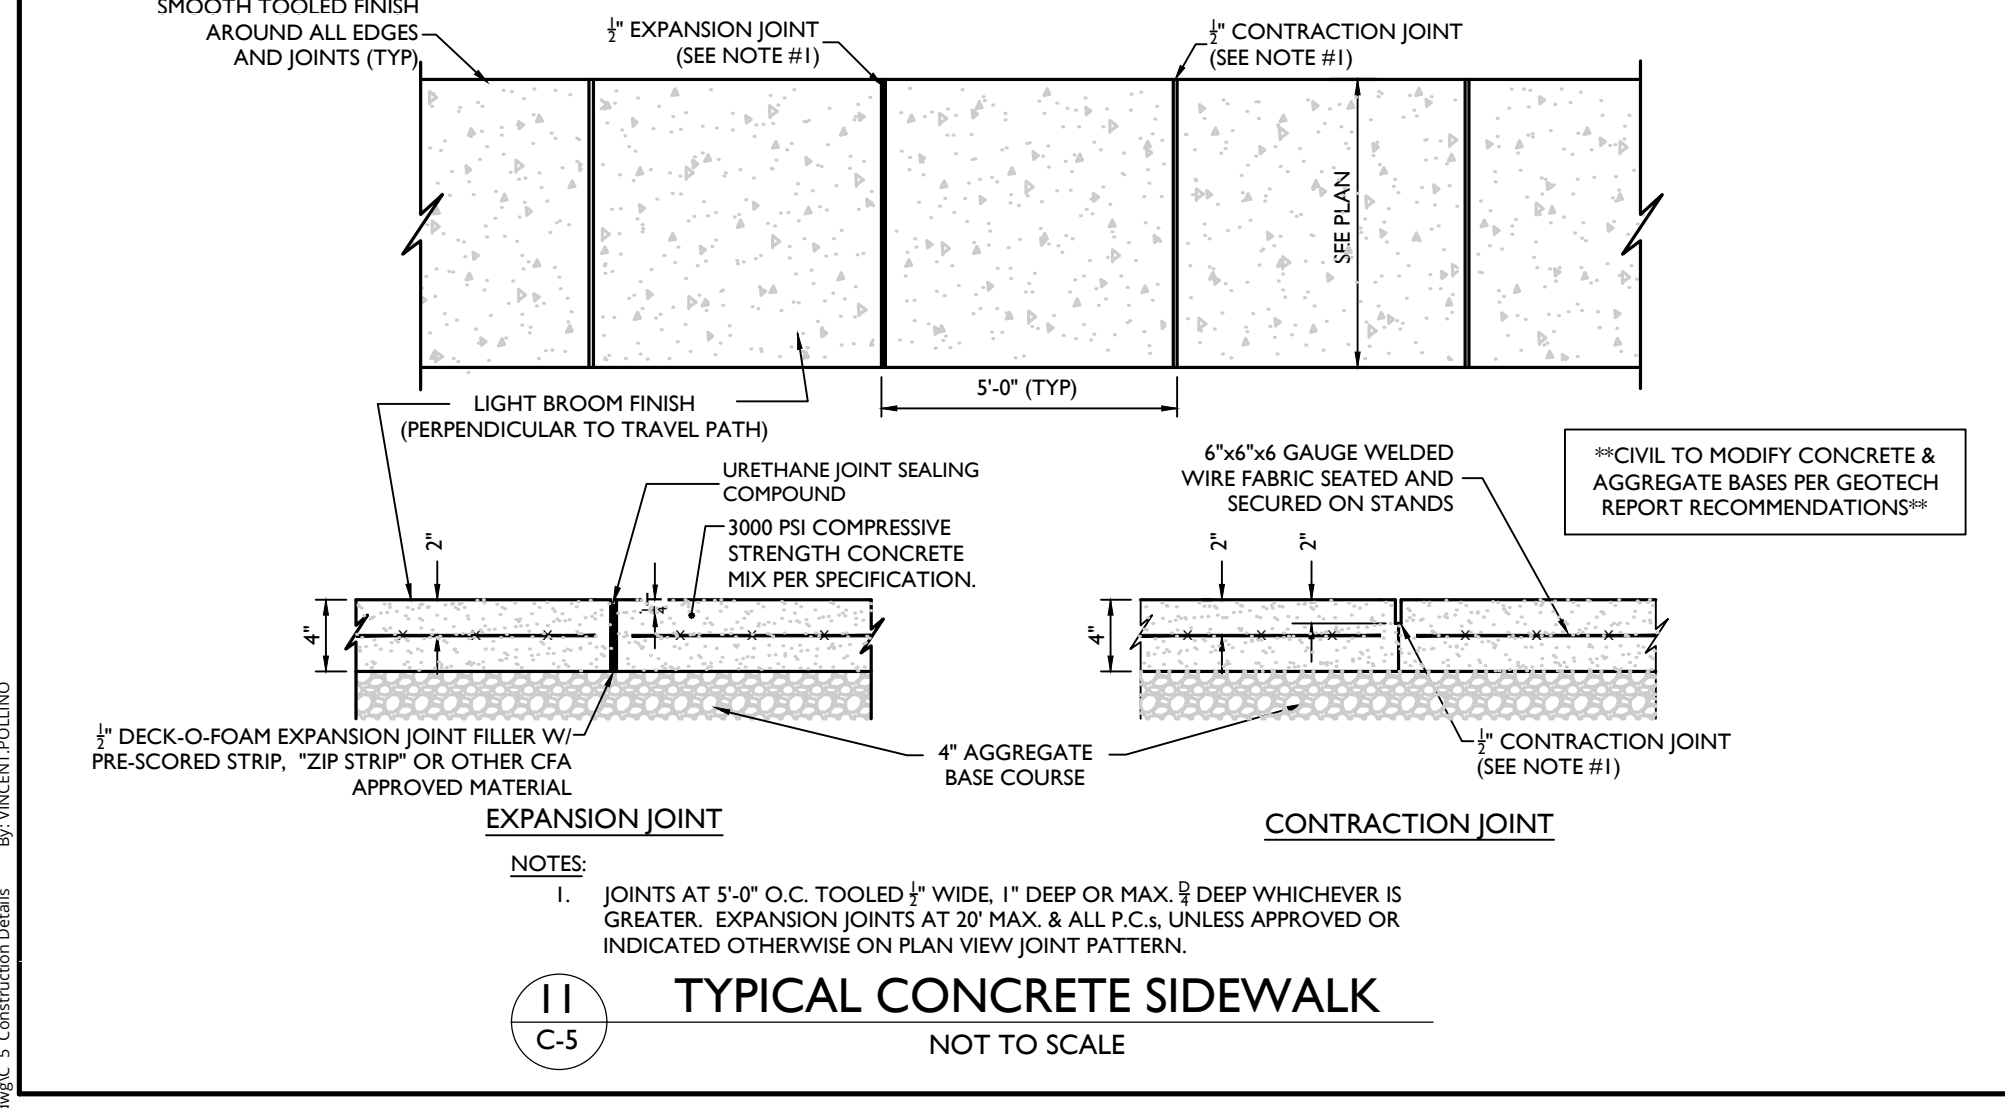 SMOOTH TOOLED FINISH
AROUND ALL EDGES
AND JOINTS (TYP)
½" EXPANSION JOINT
(SEE NOTE #1)
½" CONTRACTION JOINT
(SEE NOTE #1)
SEE PLAN
5'-0" (TYP)
LIGHT BROOM FINISH
(PERPENDICULAR TO TRAVEL PATH)
URETHANE JOINT SEALING
COMPOUND
3000 PSI COMPRESSIVE
STRENGTH CONCRETE
MIX PER SPECIFICATION.
6"x6"x6 GAUGE WELDED
WIRE FABRIC SEATED AND
SECURED ON STANDS
**CIVIL TO MODIFY CONCRETE &
AGGREGATE BASES PER GEOTECH
REPORT RECOMMENDATIONS**
2"
4"
2"
2"
4"
½" DECK-O-FOAM EXPANSION JOINT FILLER W/
PRE-SCORED STRIP, "ZIP STRIP" OR OTHER CFA
APPROVED MATERIAL
4" AGGREGATE
BASE COURSE
½" CONTRACTION JOINT
(SEE NOTE #1)
EXPANSION JOINT
CONTRACTION JOINT
NOTES:
1. JOINTS AT 5'-0" O.C. TOOLED ½" WIDE, 1" DEEP OR MAX. D/4 DEEP WHICHEVER IS
GREATER. EXPANSION JOINTS AT 20' MAX. & ALL P.C.s, UNLESS APPROVED OR
INDICATED OTHERWISE ON PLAN VIEW JOINT PATTERN.
11
C-5
TYPICAL CONCRETE SIDEWALK
NOT TO SCALE
5 Construction Details By: VINCENT.POLLINO